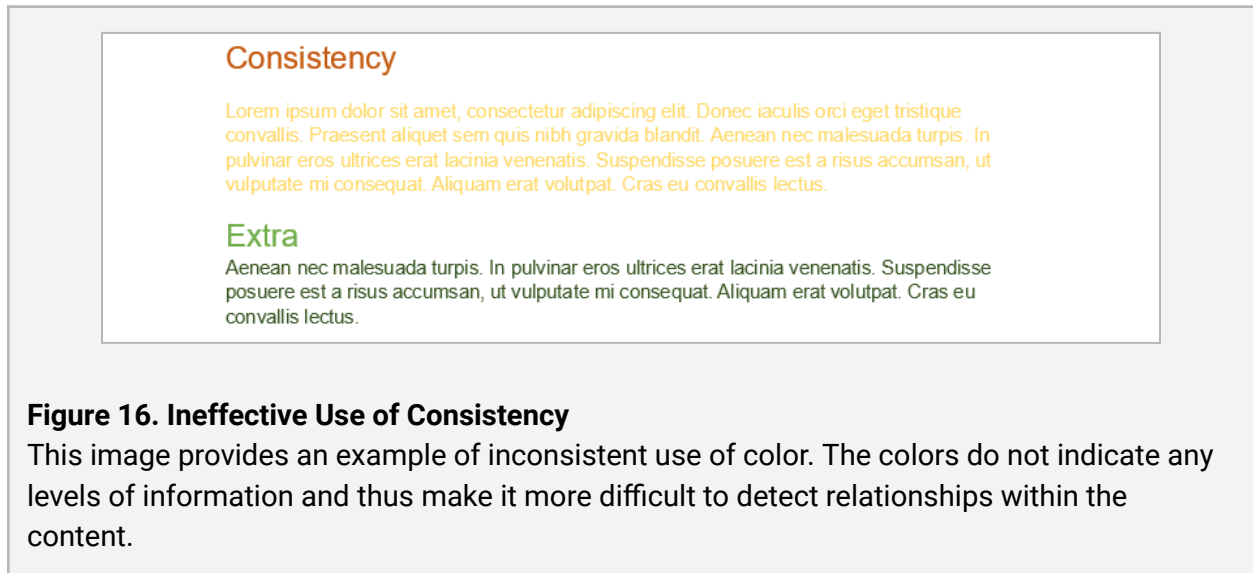 Consistency
Lorem ipsum dolor sit amet, consectetur adipiscing elit. Donec iaculis orci eget tristique
convallis. Praesent aliquet sem quis nibh gravida blandit. Aenean nec malesuada turpis. In
pulvinar eros ultrices erat lacinia venenatis. Suspendisse posuere est a risus accumsan, ut
vulputate mi consequat. Aliquam erat volutpat. Cras eu convallis lectus.
Extra
Aenean nec malesuada turpis. In pulvinar eros ultrices erat lacinia venenatis. Suspendisse
posuere est a risus accumsan, ut vulputate mi consequat. Aliquam erat volutpat. Cras eu
convallis lectus.
Figure 16. Ineffective Use of Consistency
This image provides an example of inconsistent use of color. The colors do not indicate any
levels of information and thus make it more difficult to detect relationships within the
content.